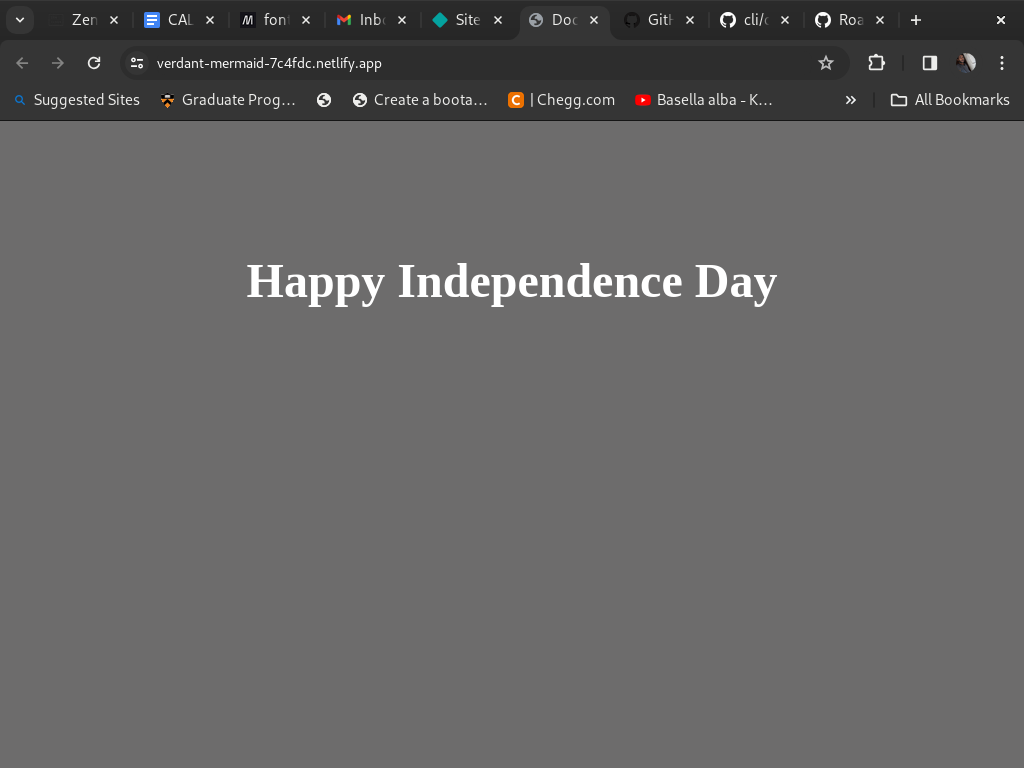 Zen CAL font Inbc Site Doc GitH cli/c Roa
verdant-mermaid-7c4fdc.netlify.app
Suggested Sites Graduate Prog… Create a boota… C | Chegg.com Basella alba - K… » All Bookmarks
Happy Independence Day